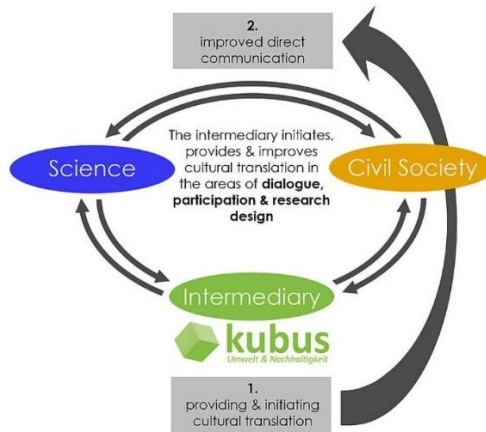 2.
improved direct
communication
The intermediary initiates,
provides & improves
cultural translation
in the areas of dialogue,
participation & research
design
Science
Civil Society
Intermediary
kubus
Umwelt & Nachhaltigkeit
1.
providing & initiating
cultural translation